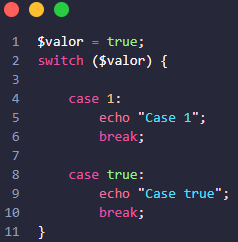 1 $valor = true;
2 switch ($valor) {
3
4 case 1:
5 echo "Case 1";
6 break;
7
8 case true:
9 echo "Case true";
10 break;
11 }